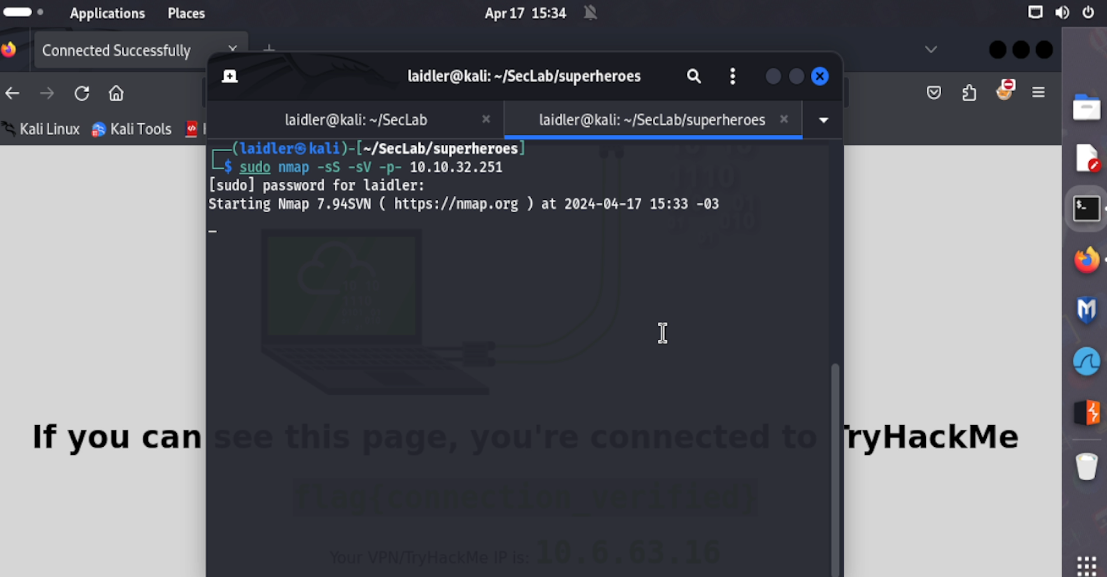 Applications Places Apr 17 15:34
Connected Successfully
laidler@kali: ~/SecLab/superheroes
Kali Linux Kali Tools
laidler@kali: ~/SecLab laidler@kali: ~/SecLab/superheroes
┌──(laidler㉿kali)-[~/SecLab/superheroes]
└─$ sudo nmap -sS -sV -p- 10.10.32.251
[sudo] password for laidler:
Starting Nmap 7.94SVN ( https://nmap.org ) at 2024-04-17 15:33 -03
If you can see this page, you're connected to TryHackMe
flag{connection_verified}
Your VPN/TryHackMe IP is: 10.6.63.16